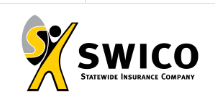 SWICO
STATEWIDE INSURANCE COMPANY